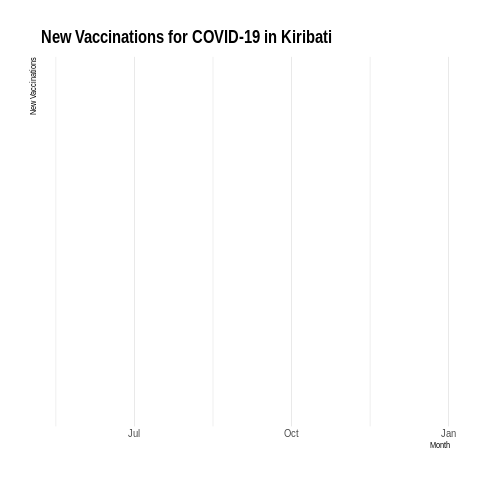 New Vaccinations for COVID-19 in Kiribati
New Vaccinations
Jul Oct Jan
Month